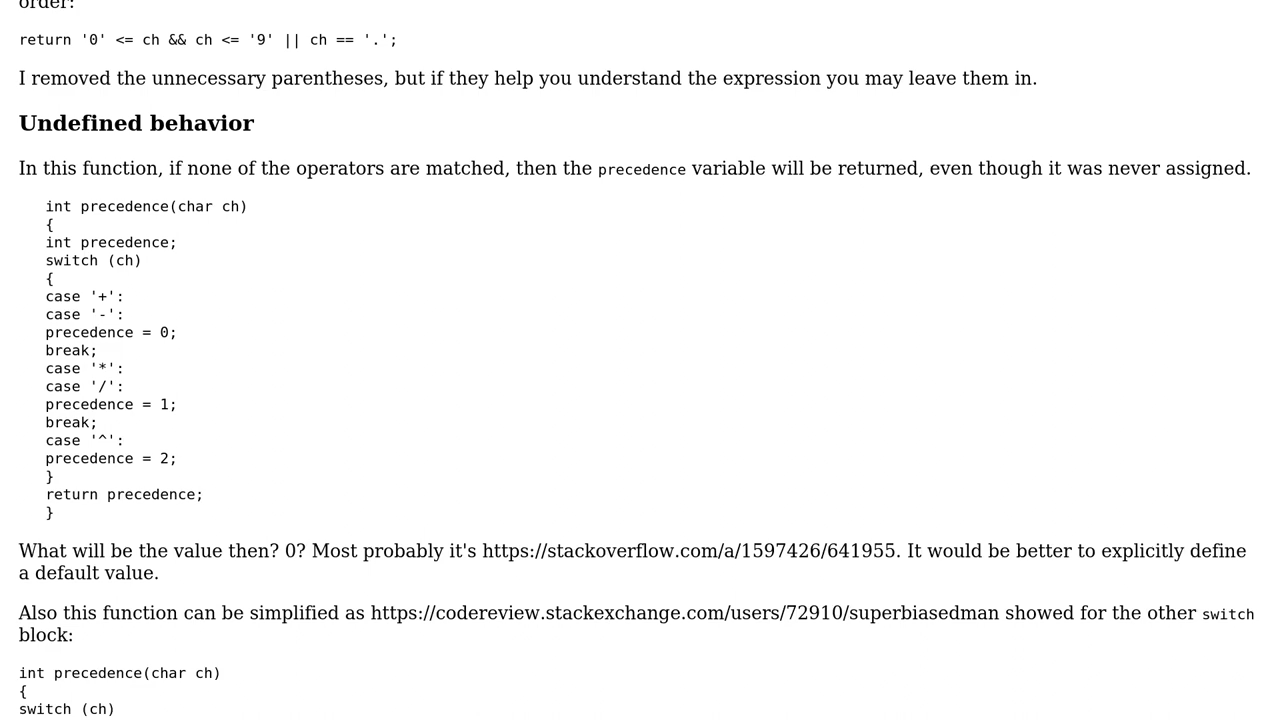 order:
return '0' <= ch && ch <= '9' || ch == '.';
I removed the unnecessary parentheses, but if they help you understand the expression you may leave them in.
Undefined behavior
In this function, if none of the operators are matched, then the precedence variable will be returned, even though it was never assigned.
int precedence(char ch)
{
int precedence;
switch (ch)
{
case '+':
case '-':
precedence = 0;
break;
case '*':
case '/':
precedence = 1;
break;
case '^':
precedence = 2;
}
return precedence;
}
What will be the value then? 0? Most probably it's https://stackoverflow.com/a/1597426/641955. It would be better to explicitly define
a default value.
Also this function can be simplified as https://codereview.stackexchange.com/users/72910/superbiasedman showed for the other switch
block:
int precedence(char ch)
{
switch (ch)